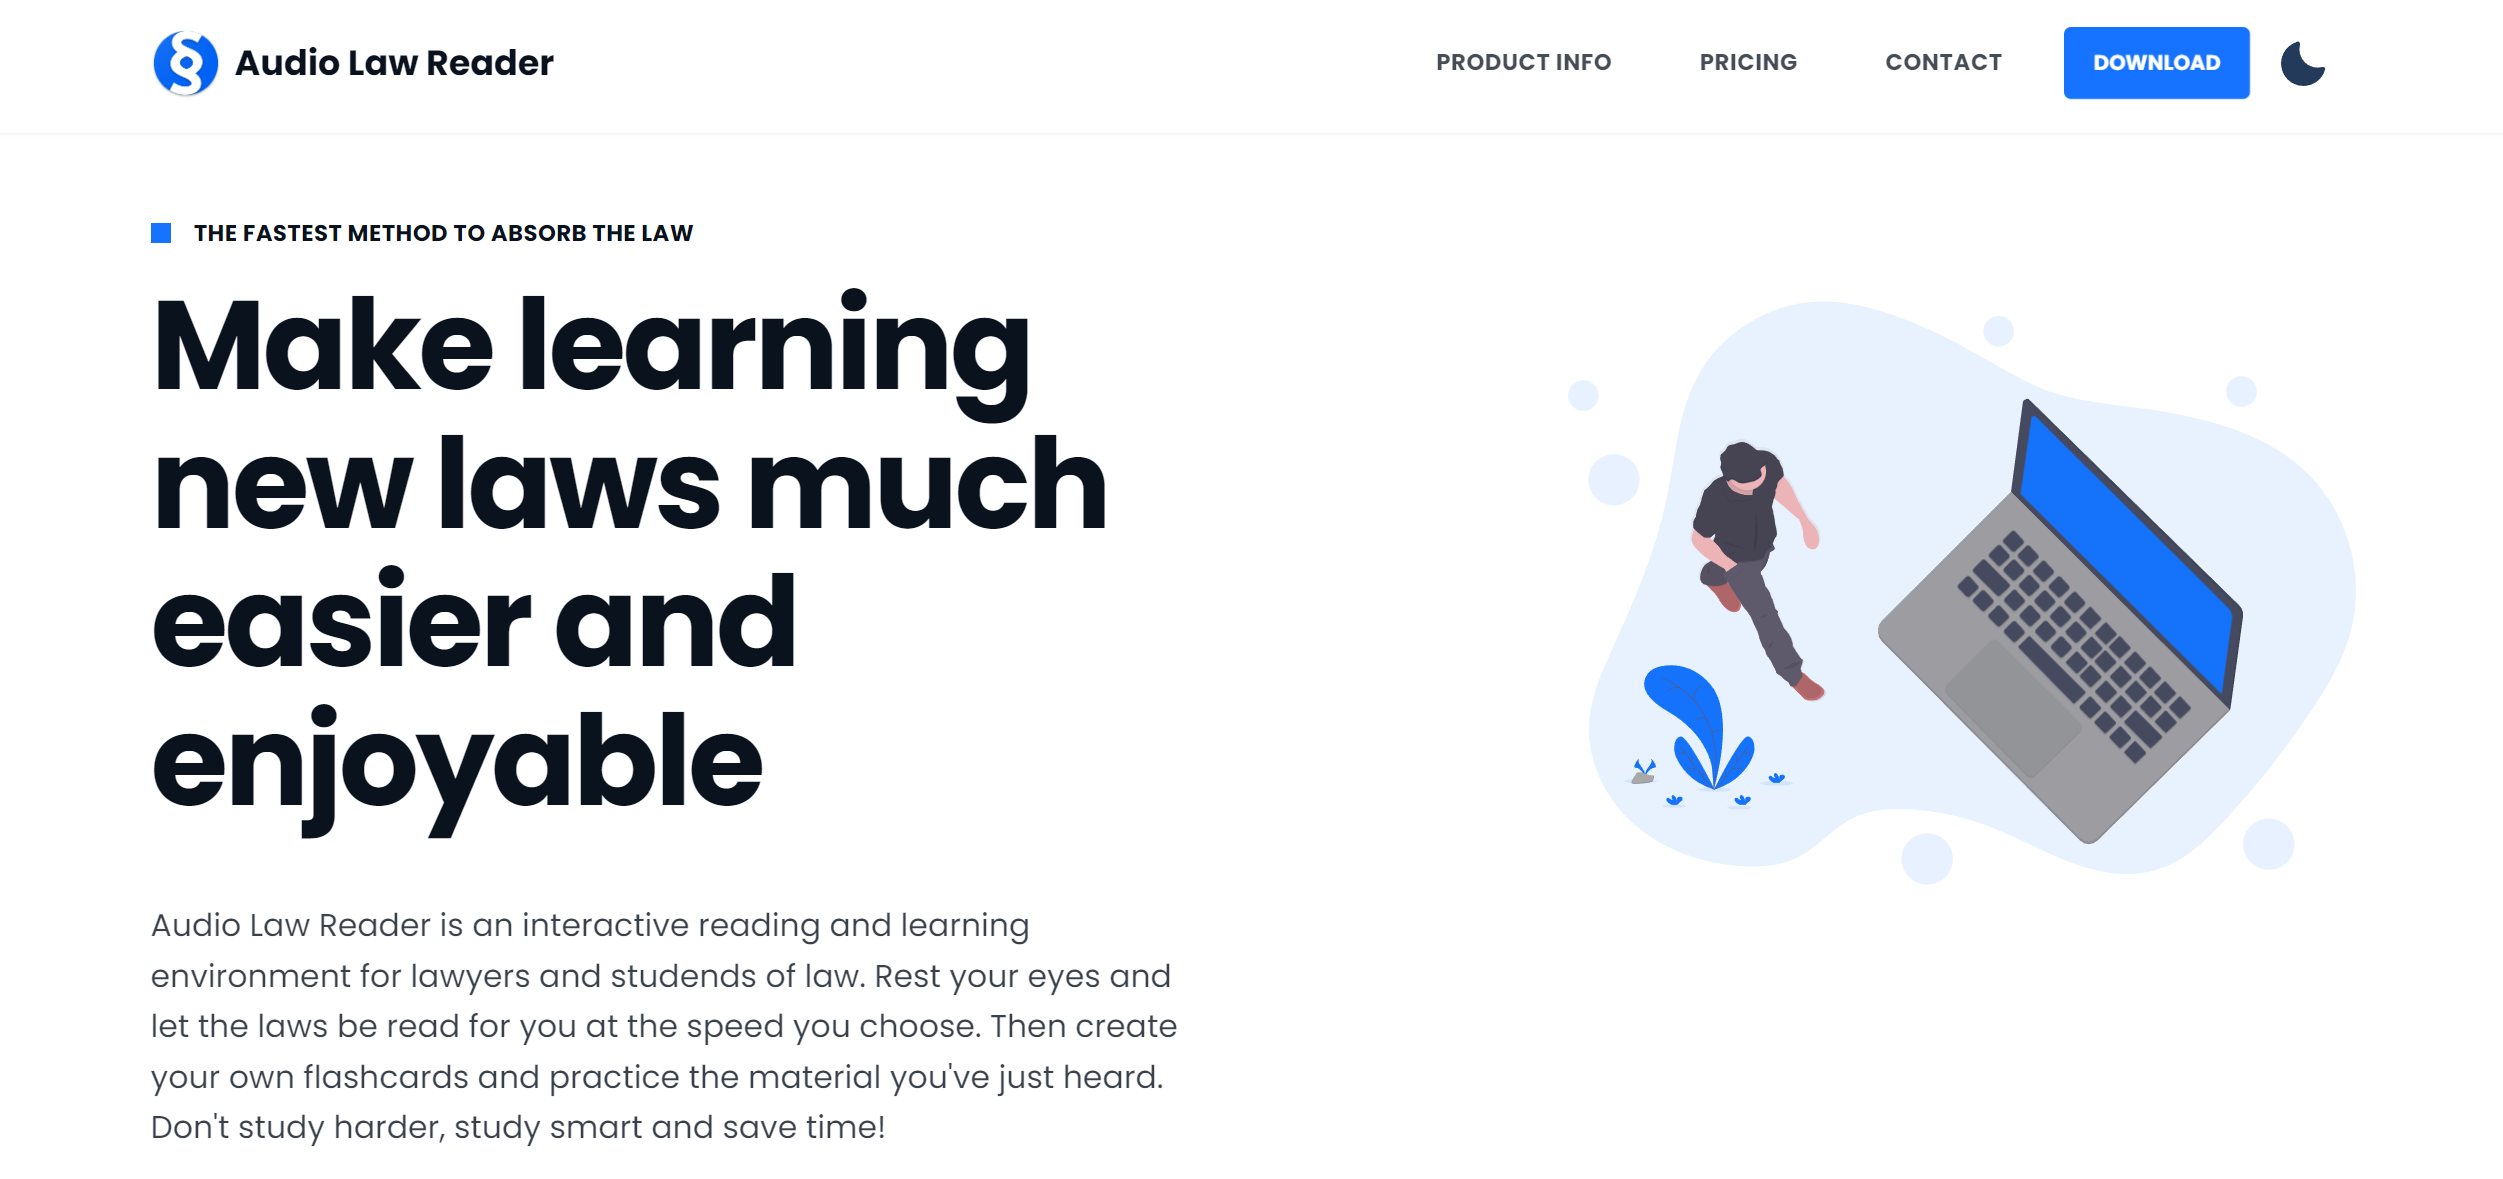 Audio Law Reader
PRODUCT INFO
PRICING
CONTACT
DOWNLOAD
THE FASTEST METHOD TO ABSORB THE LAW
Make learning
new laws much
easier and
enjoyable
Audio Law Reader is an interactive reading and learning
environment for lawyers and studends of law. Rest your eyes and
let the laws be read for you at the speed you choose. Then create
your own flashcards and practice the material you've just heard.
Don't study harder, study smart and save time!